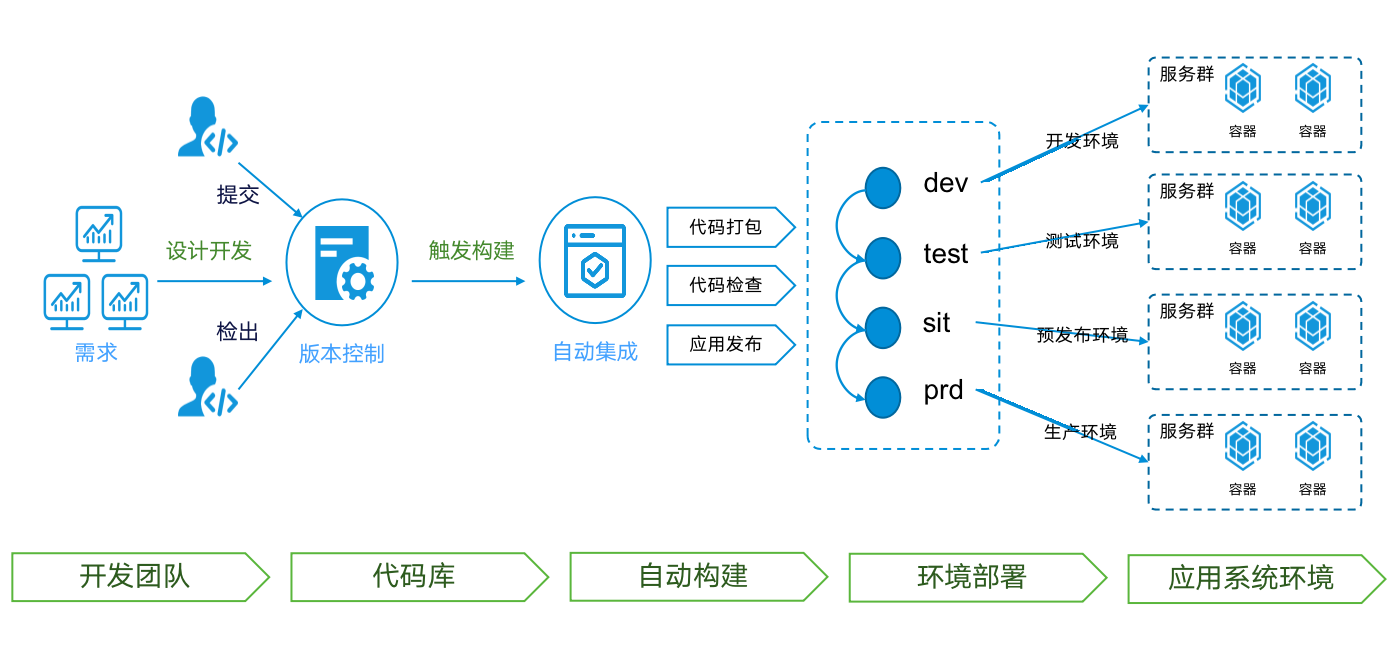 提交
设计开发
需求
检出
版本控制
触发构建
自动集成
代码打包
代码检查
应用发布
dev
test
sit
prd
开发环境
测试环境
预发布环境
生产环境
服务群
容器
容器
服务群
容器
容器
服务群
容器
容器
服务群
容器
容器
开发团队
代码库
自动构建
环境部署
应用系统环境